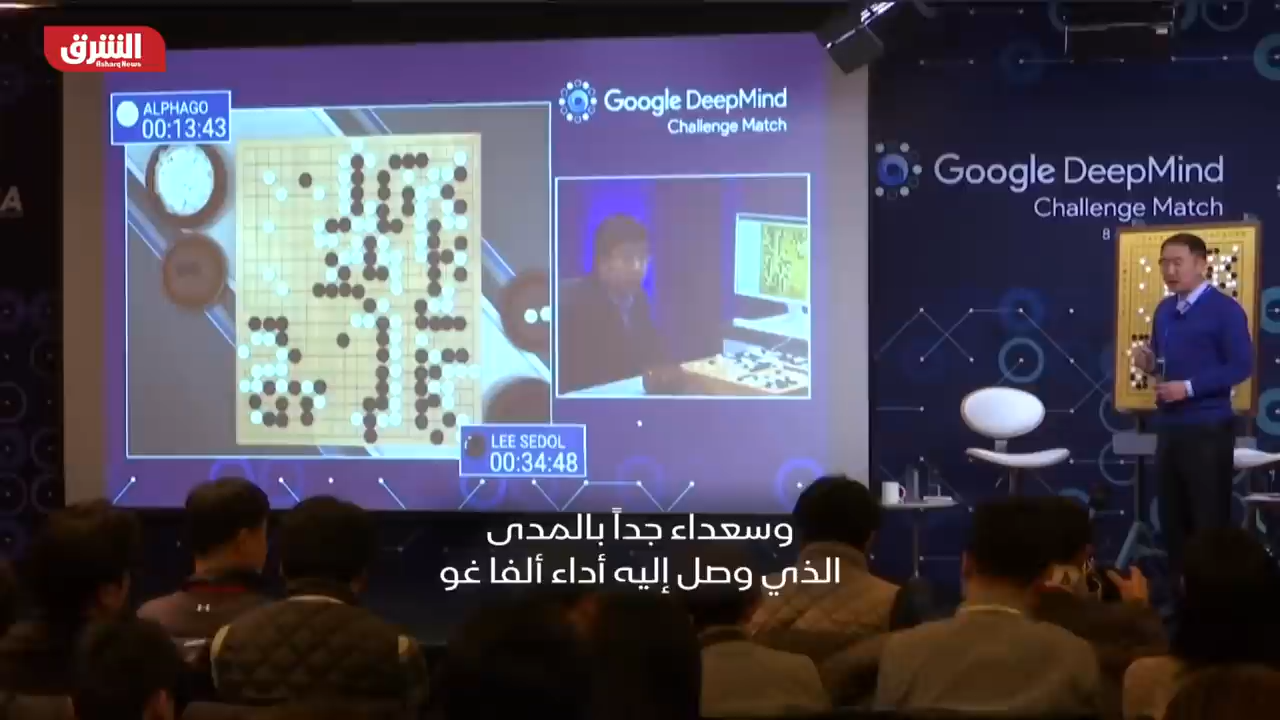 الشرق
Asharq News
ALPHAGO
00:13:43
Google DeepMind
Challenge Match
LEE SEDOL
00:34:48
Google DeepMind
Challenge Match
8
A
وسعداء جداً بالمدى
الذي وصل إليه أداء ألفا غو